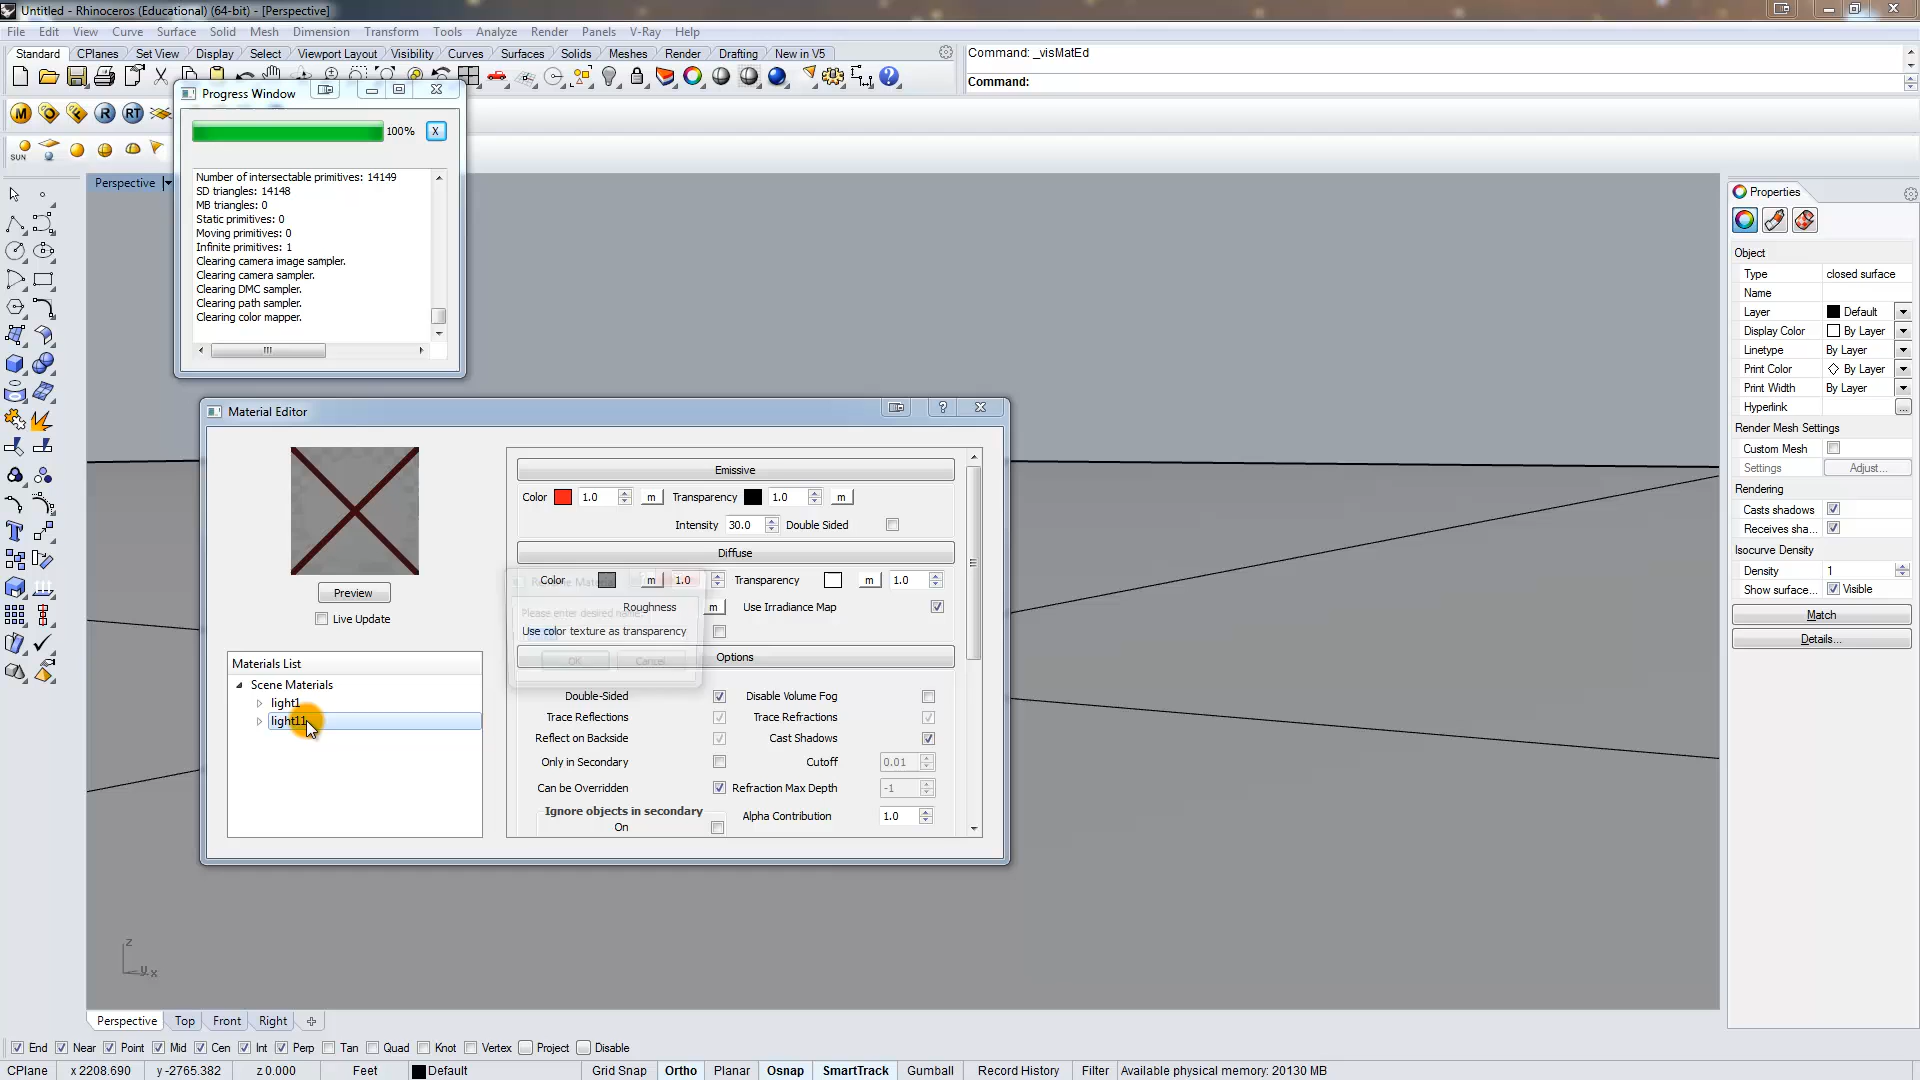 Untitled - Rhinoceros (Educational) (64-bit) - [Perspective]
File Edit View Curve Surface Solid Mesh Dimension Transform Tools Analyze Render Panels V-Ray Help
Standard CPlanes Set View Display Select Viewport Layout Visibility Curves Surfaces Solids Meshes Render Drafting New in V5
Command: _visMatEd
Command:
M O F R RT
SUN
Progress Window
100% X
Number of intersectable primitives: 14149
SD triangles: 14148
MB triangles: 0
Static primitives: 0
Moving primitives: 0
Infinite primitives: 1
Clearing camera image sampler.
Clearing camera sampler.
Clearing DMC sampler.
Clearing path sampler.
Clearing color mapper.
Perspective
Material Editor
Preview
Live Update
Materials List
Scene Materials
light1
light11
Emissive
Color 1.0 m Transparency 1.0 m
Intensity 30.0 Double Sided
Diffuse
Color m 1.0 Transparency m 1.0
Please enter desired name
Roughness m Use Irradiance Map
Use color texture as transparency
OK Cancel
Options
Double-Sided Disable Volume Fog
Trace Reflections Trace Refractions
Reflect on Backside Cast Shadows
Only in Secondary Cutoff 0.01
Can be Overridden Refraction Max Depth -1
Ignore objects in secondary
On
Alpha Contribution 1.0
Properties
Object
Type closed surface
Name
Layer Default
Display Color By Layer
Linetype By Layer
Print Color By Layer
Print Width By Layer
Hyperlink ...
Render Mesh Settings
Custom Mesh
Settings Adjust...
Rendering
Casts shadows
Receives sha...
Isocurve Density
Density 1
Show surface... Visible
Match
Details...
z
y x
Perspective Top Front Right
End Near Point Mid Cen Int Perp Tan Quad Knot Vertex Project Disable
CPlane x 2208.690 y -2765.382 z 0.000 Feet Default Grid Snap Ortho Planar Osnap SmartTrack Gumball Record History Filter Available physical memory: 20130 MB